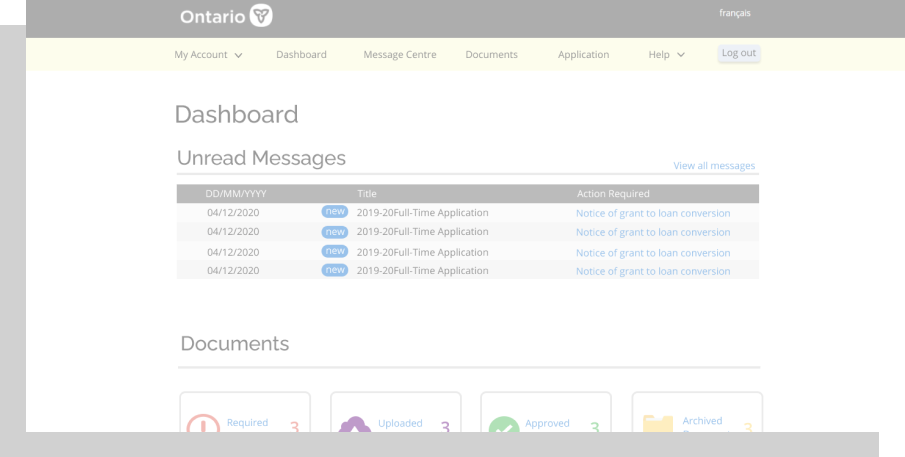 Ontario
français
My Account Dashboard Message Centre Documents Application Help Log out
Dashboard
Unread Messages
View all messages
DD/MM/YYYY Title Action Required
04/12/2020 new 2019-20Full-Time Application Notice of grant to loan conversion
04/12/2020 new 2019-20Full-Time Application Notice of grant to loan conversion
04/12/2020 new 2019-20Full-Time Application Notice of grant to loan conversion
04/12/2020 new 2019-20Full-Time Application Notice of grant to loan conversion
Documents
Required 3 Uploaded 3 Approved 3 Archived 3